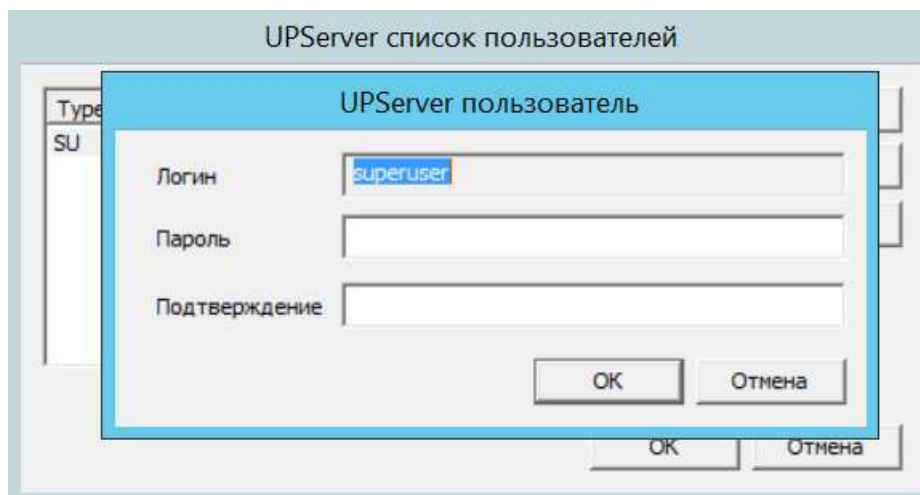 UPServer список пользователей
UPServer пользователь
Type
SU
Логин
superuser
Пароль
Подтверждение
OK
Отмена
OK
Отмена